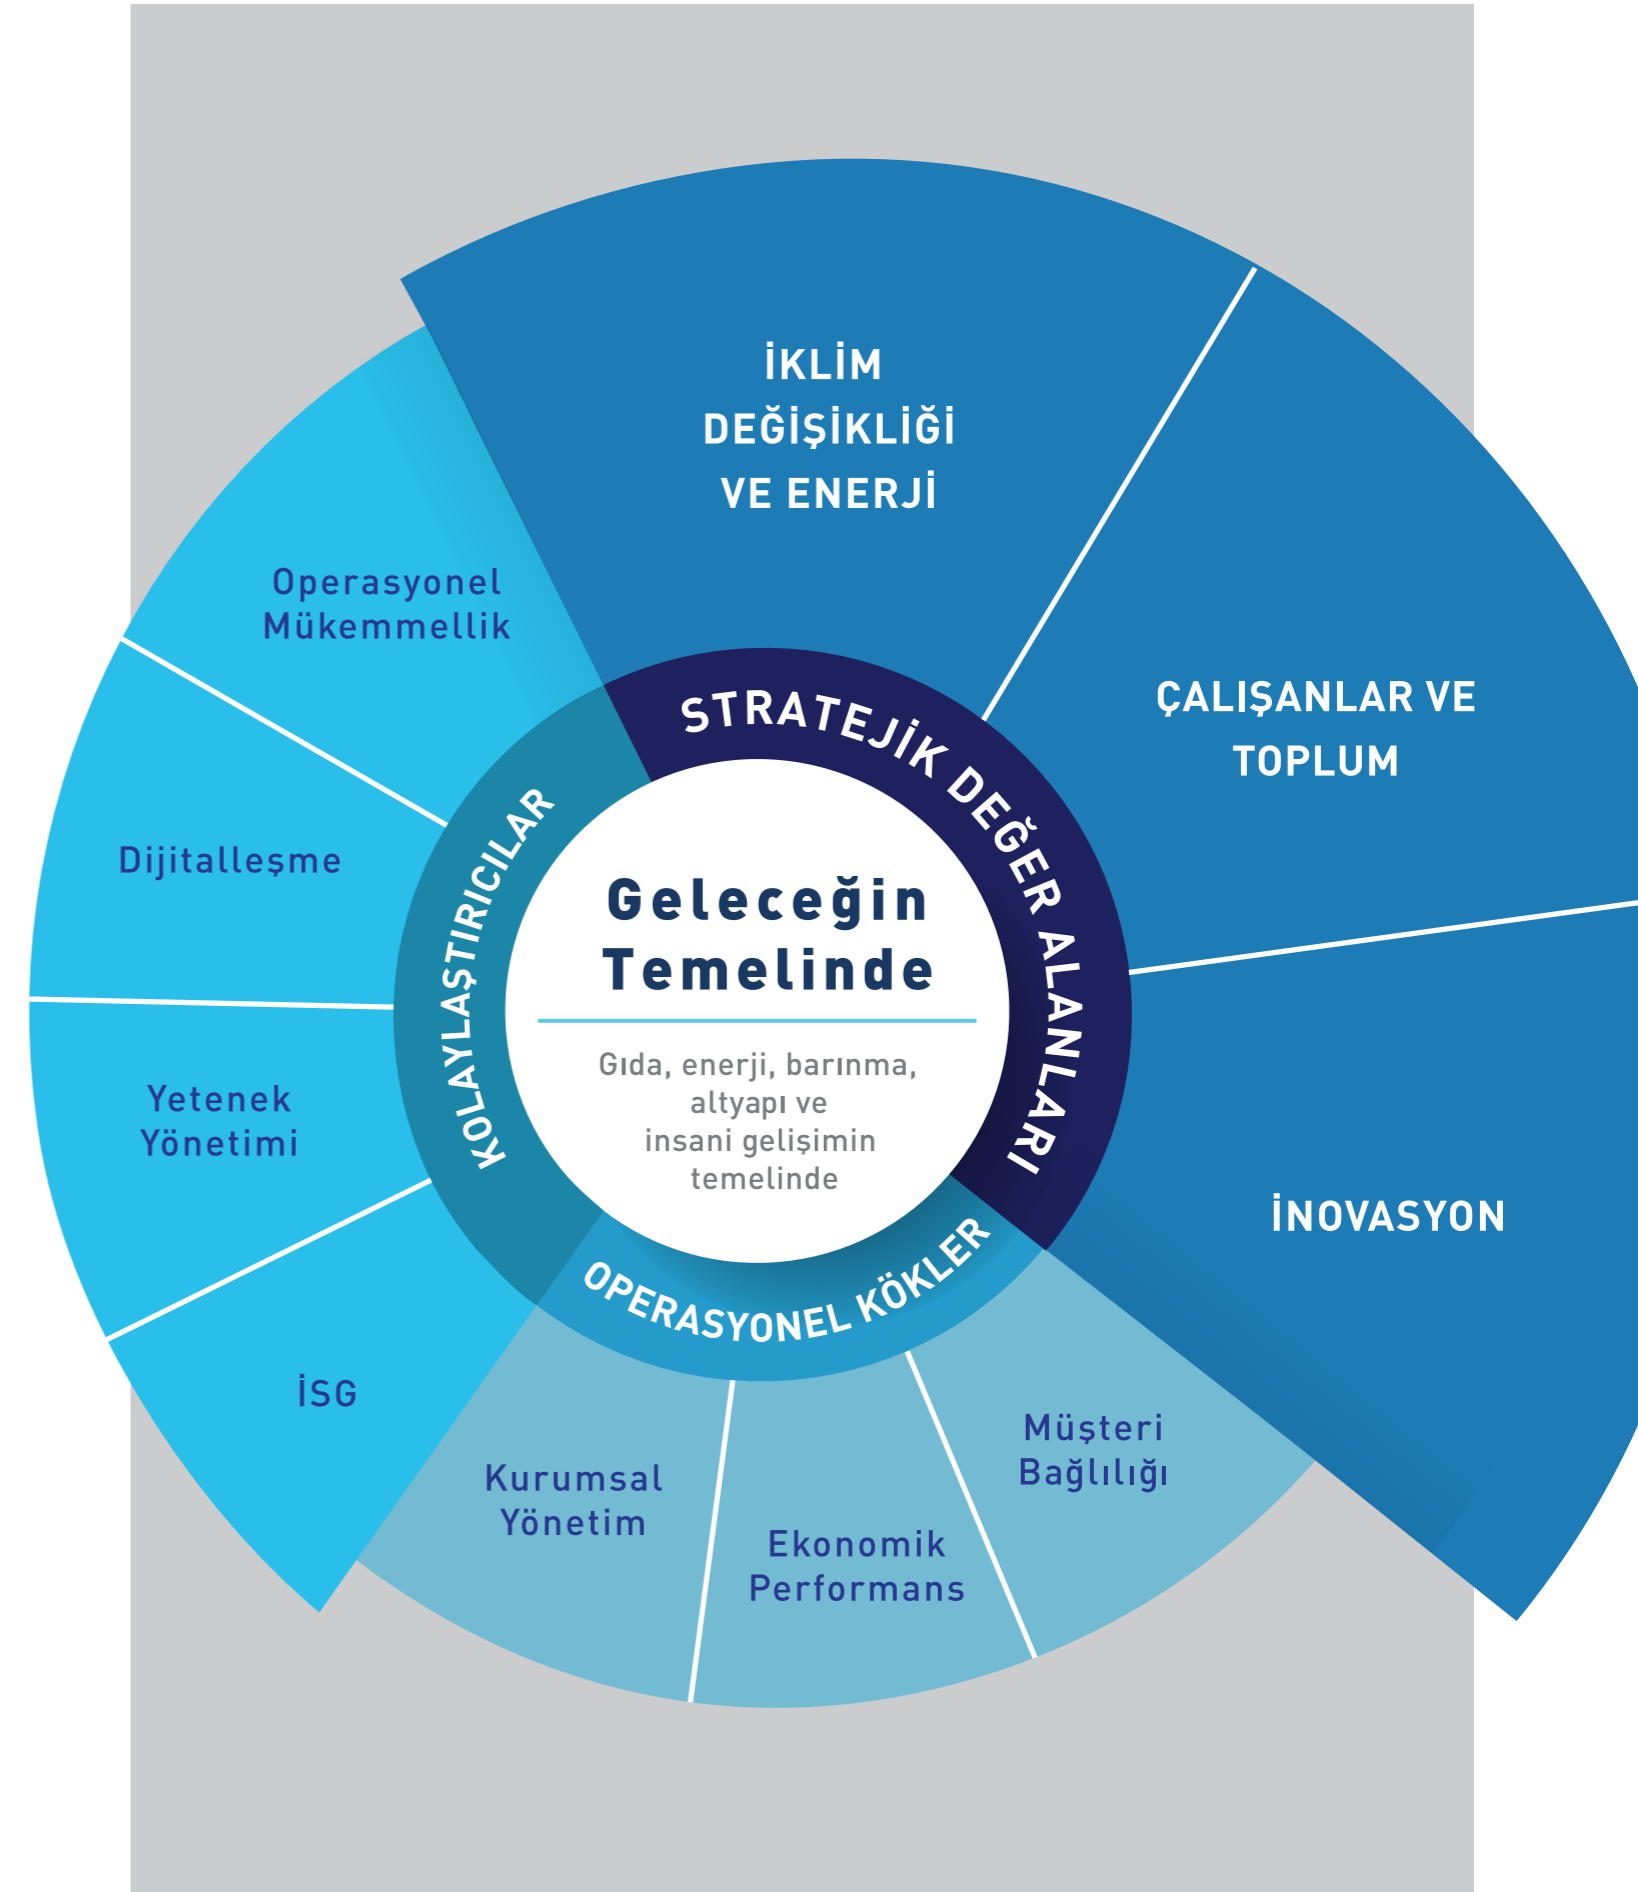 İKLİM
DEĞİŞİKLİĞİ
VE ENERJİ
ÇALIŞANLAR VE
TOPLUM
İNOVASYON
STRATEJİK DEĞER ALANLARI
Operasyonel
Mükemmellik
Dijitalleşme
Yetenek
Yönetimi
İSG
KOLAYLAŞTIRICILAR
Geleceğin
Temelinde
Gıda, enerji, barınma,
altyapı ve
insani gelişimin
temelinde
OPERASYONEL KÖKLER
Kurumsal
Yönetim
Ekonomik
Performans
Müşteri
Bağlılığı